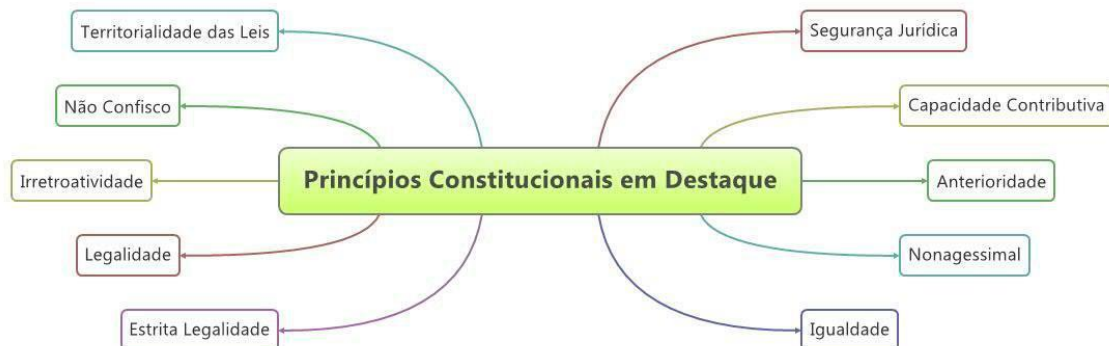 Territorialidade das Leis
Segurança Jurídica
Não Confisco
Capacidade Contributiva
Princípios Constitucionais em Destaque
Irretroatividade
Anterioridade
Legalidade
Nonagessimal
Estrita Legalidade
Igualdade